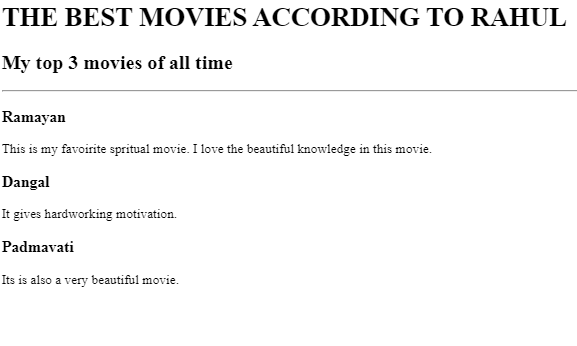 THE BEST MOVIES ACCORDING TO RAHUL
My top 3 movies of all time
Ramayan
This is my favoirite spritual movie. I love the beautiful knowledge in this movie.
Dangal
It gives hardworking motivation.
Padmavati
Its is also a very beautiful movie.